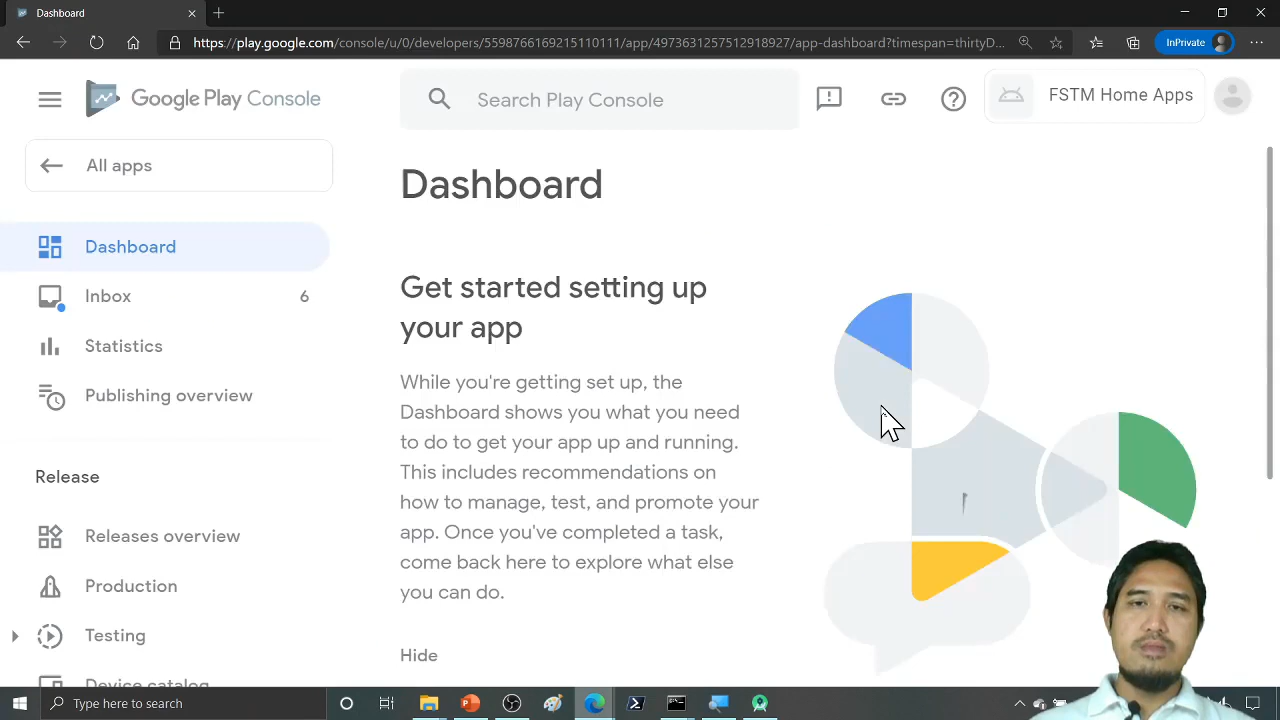 Dashboard
https://play.google.com/console/u/0/developers/5598766169215110111/app/4973631257512918927/app-dashboard?timespan=thirtyD...
InPrivate
Google Play Console
Search Play Console
FSTM Home Apps
All apps
Dashboard
Inbox 6
Statistics
Publishing overview
Release
Releases overview
Production
Testing
Device catalog
Dashboard
Get started setting up
your app
While you're getting set up, the
Dashboard shows you what you need
to do to get your app up and running.
This includes recommendations on
how to manage, test, and promote your
app. Once you've completed a task,
come back here to explore what else
you can do.
Hide
Type here to search